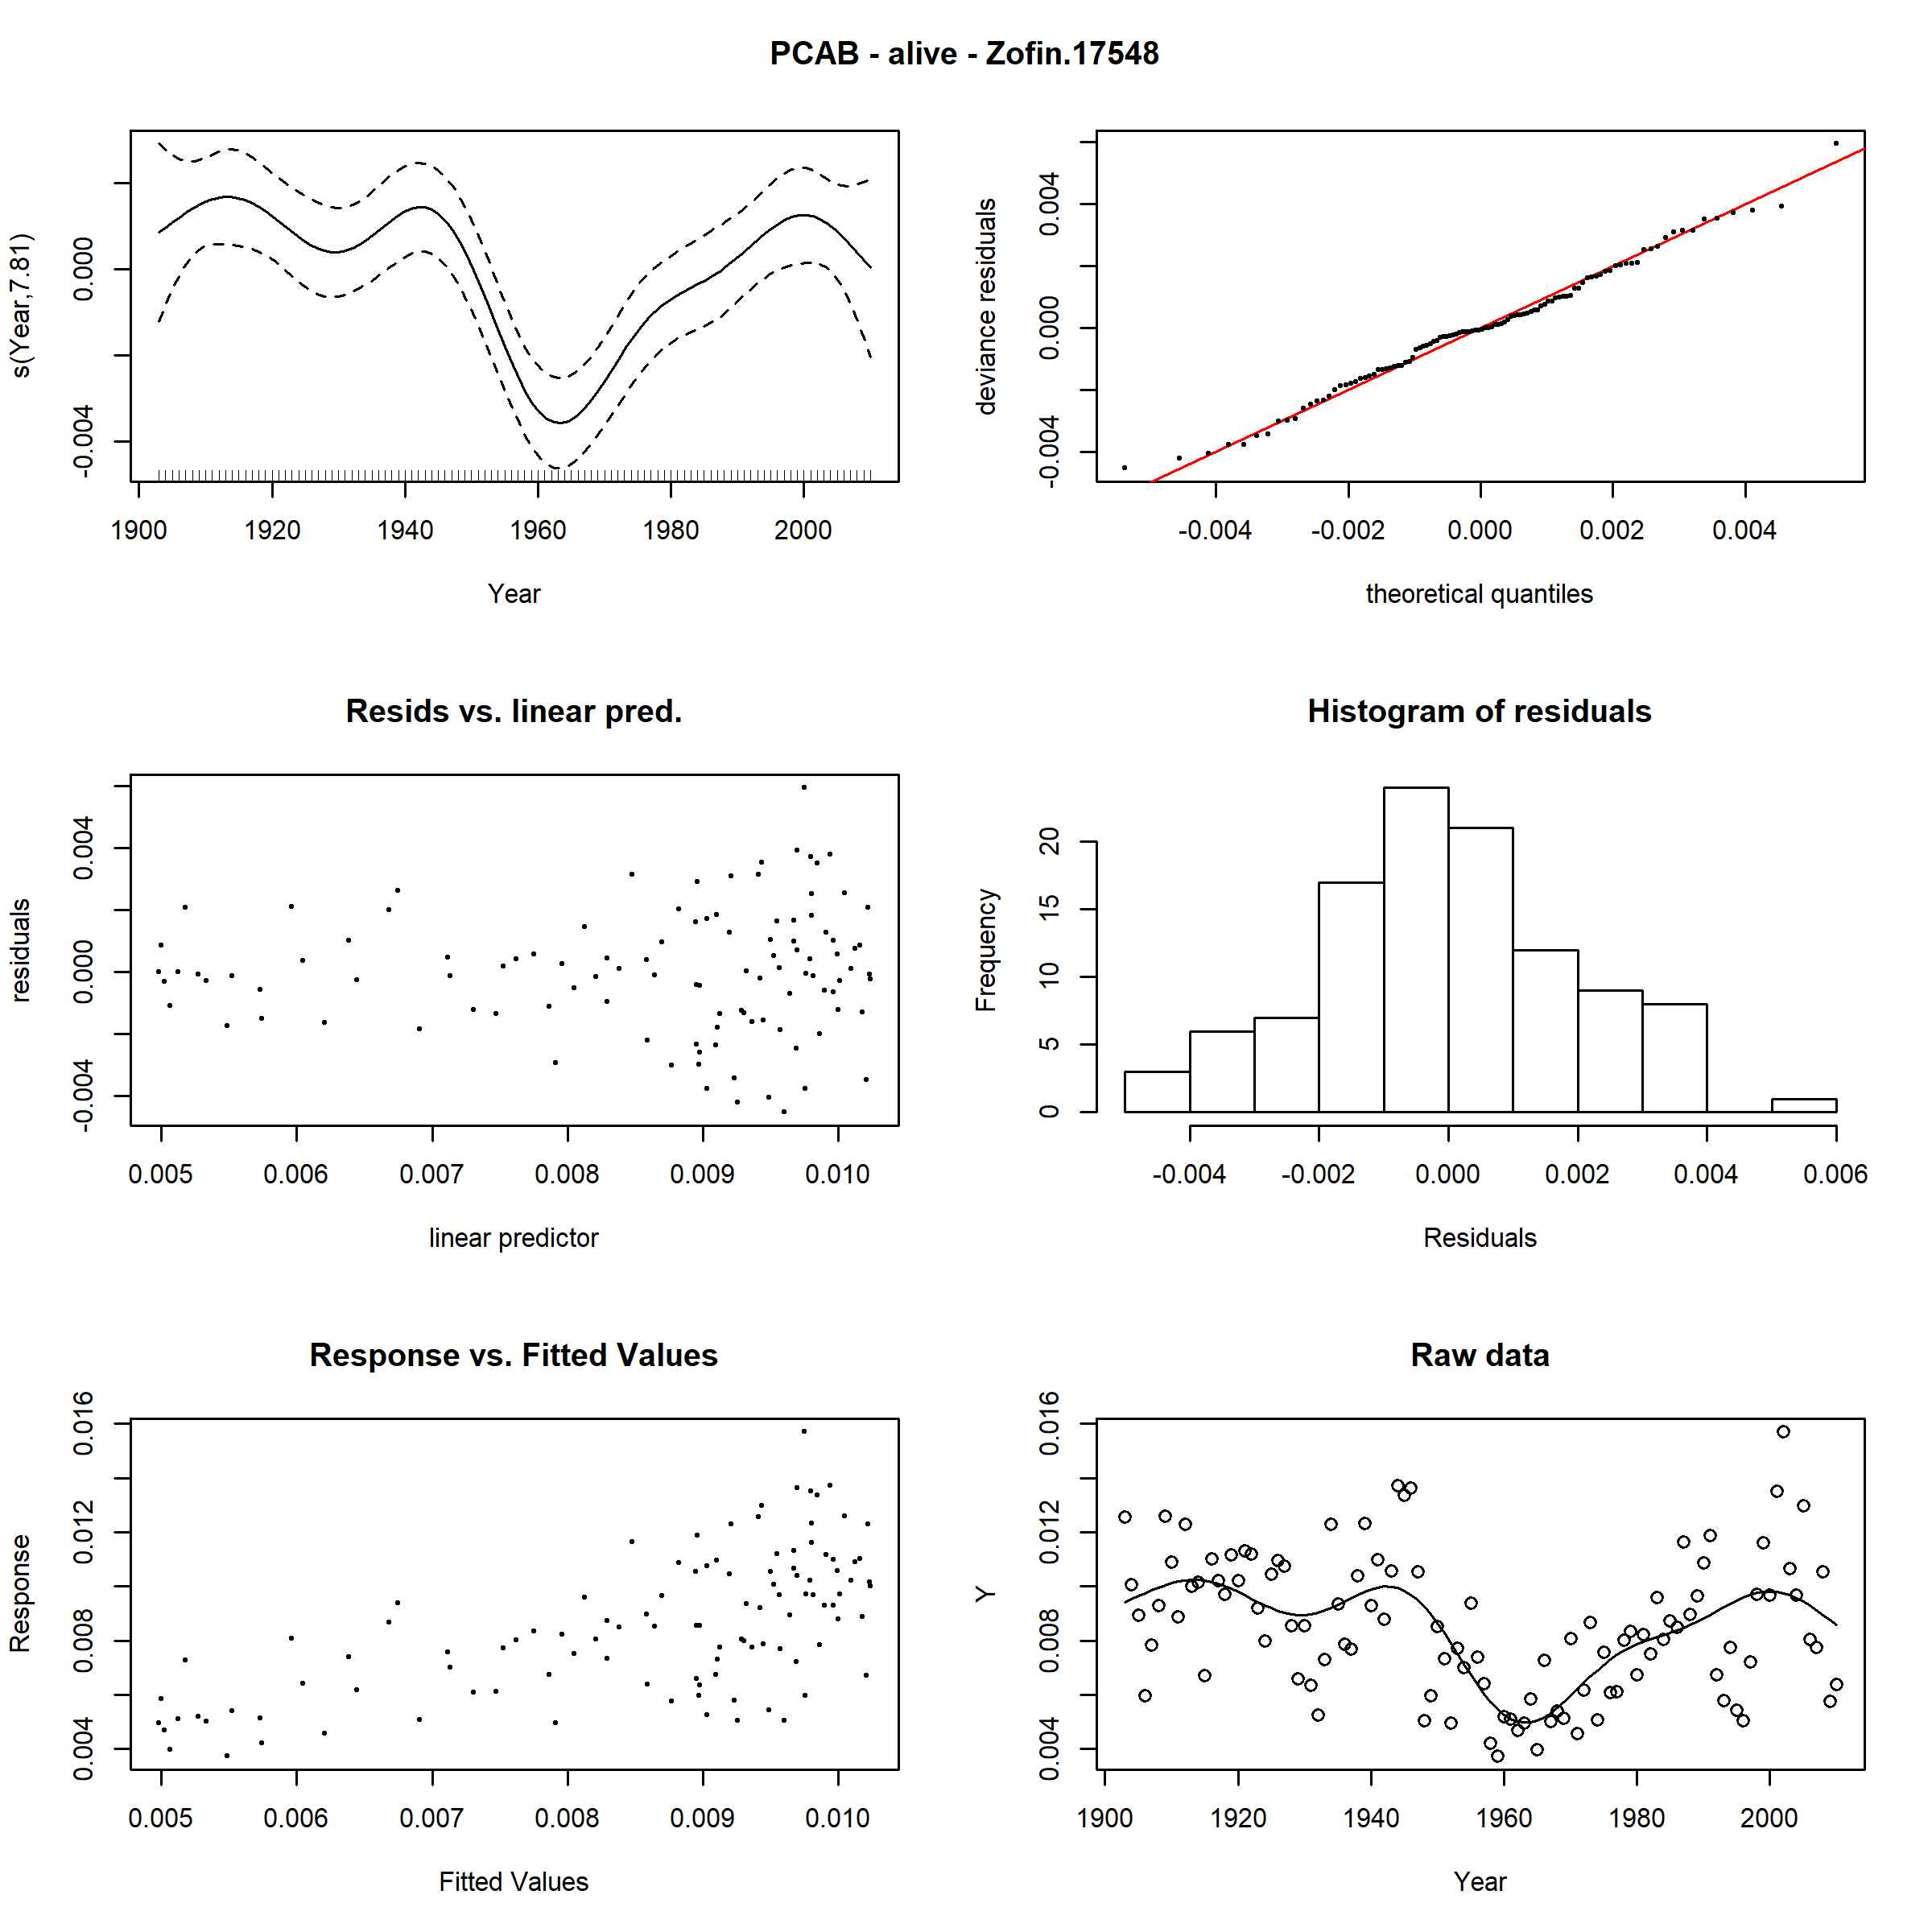 PCAB - alive - Zofin.17548
s(Year,7.81)
0.000
-0.004
1900 1920 1940 1960 1980 2000
Year
deviance residuals
0.004
0.000
-0.004
-0.004 -0.002 0.000 0.002 0.004
theoretical quantiles
Resids vs. linear pred.
residuals
0.004
0.000
-0.004
0.005 0.006 0.007 0.008 0.009 0.010
linear predictor
Histogram of residuals
Frequency
20
15
10
5
0
-0.004 -0.002 0.000 0.002 0.004 0.006
Residuals
Response vs. Fitted Values
Response
0.016
0.012
0.008
0.004
0.005 0.006 0.007 0.008 0.009 0.010
Fitted Values
Raw data
Y
0.016
0.012
0.008
0.004
1900 1920 1940 1960 1980 2000
Year